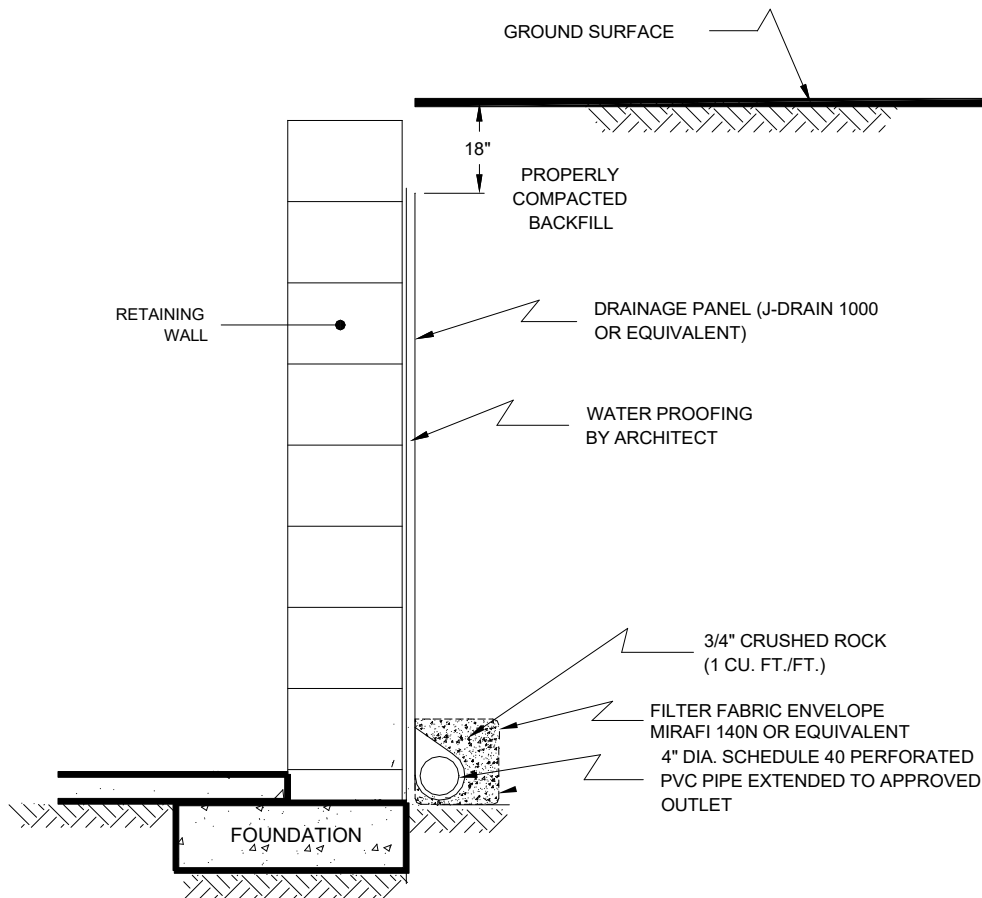 GROUND SURFACE
18"
PROPERLY
COMPACTED
BACKFILL
RETAINING
WALL
DRAINAGE PANEL (J-DRAIN 1000
OR EQUIVALENT)
WATER PROOFING
BY ARCHITECT
3/4" CRUSHED ROCK
(1 CU. FT./FT.)
FILTER FABRIC ENVELOPE
MIRAFI 140N OR EQUIVALENT
4" DIA. SCHEDULE 40 PERFORATED
PVC PIPE EXTENDED TO APPROVED
OUTLET
FOUNDATION